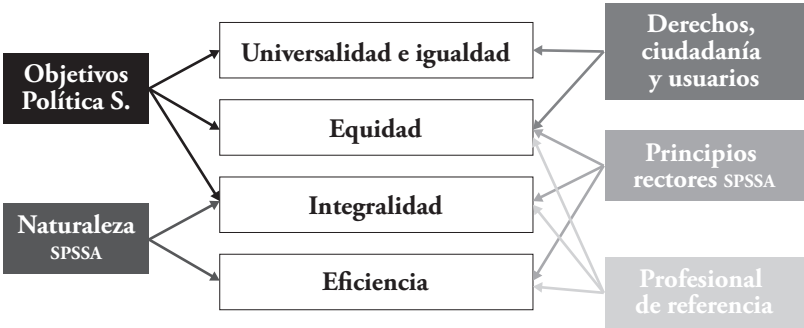 Objetivos
Política S.
Naturaleza
SPSSA
Universalidad e igualdad
Equidad
Integralidad
Eficiencia
Derechos,
ciudadanía
y usuarios
Principios
rectores SPSSA
Profesional
de referencia